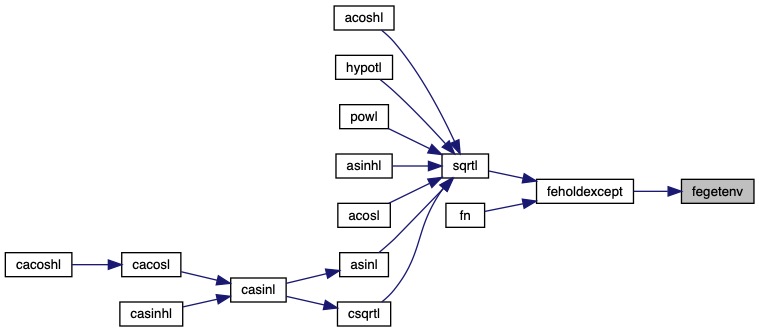 acoshl
hypotl
powl
asinhl
sqrtl
feholdexcept
fegetenv
acosl
fn
cacoshl
cacosl
asinl
casinl
casinhl
csqrtl